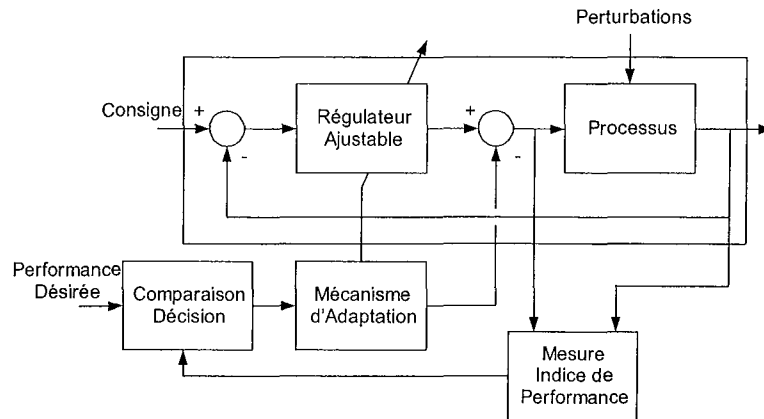 Perturbations
Consigne
+
-
Régulateur
Ajustable
+
-
Processus
Performance
Désirée
Comparaison
Décision
Mécanisme
d'Adaptation
Mesure
Indice de
Performance